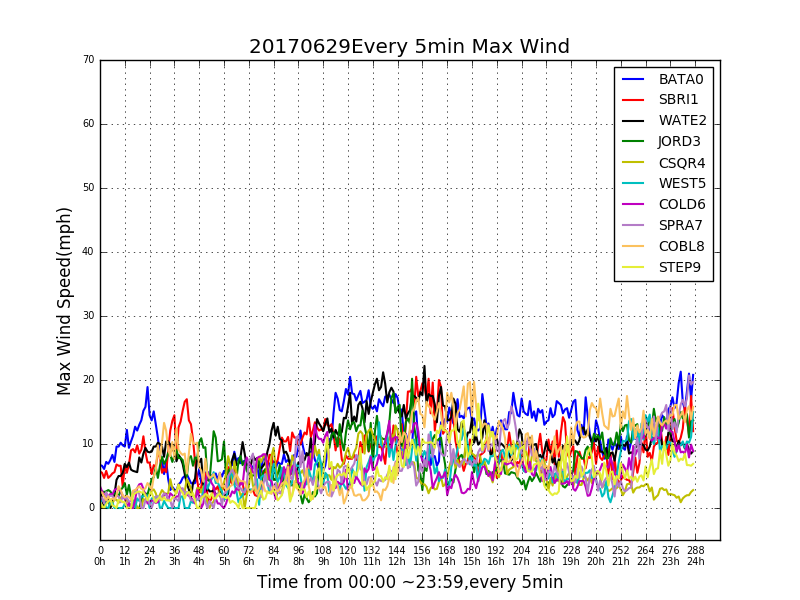 20170629Every 5min Max Wind
70
60
50
40
30
20
10
0
Max Wind Speed(mph)
BATA0
SBRI1
WATE2
JORD3
CSQR4
WEST5
COLD6
SPRA7
COBL8
STEP9
0 12 24 36 48 60 72 84 96 108 120 132 144 156 168 180 192 204 216 228 240 252 264 276 288
0h 1h 2h 3h 4h 5h 6h 7h 8h 9h 10h 11h 12h 13h 14h 15h 16h 17h 18h 19h 20h 21h 22h 23h 24h
Time from 00:00 ~23:59,every 5min